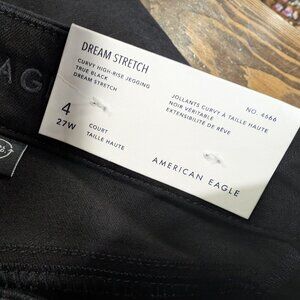 AG
DREAM STRETCH
CURVY HIGH-RISE JEGGING
TRUE BLACK
DREAM STRETCH
NO. 4566
JOLLANTS CURVY À TAILLE HAUTE
NOIR VÉRITABLE
EXTENSIBILITÉ DE RÊVE
4
27W
COURT
TAILLE HAUTE
AMERICAN EAGLE